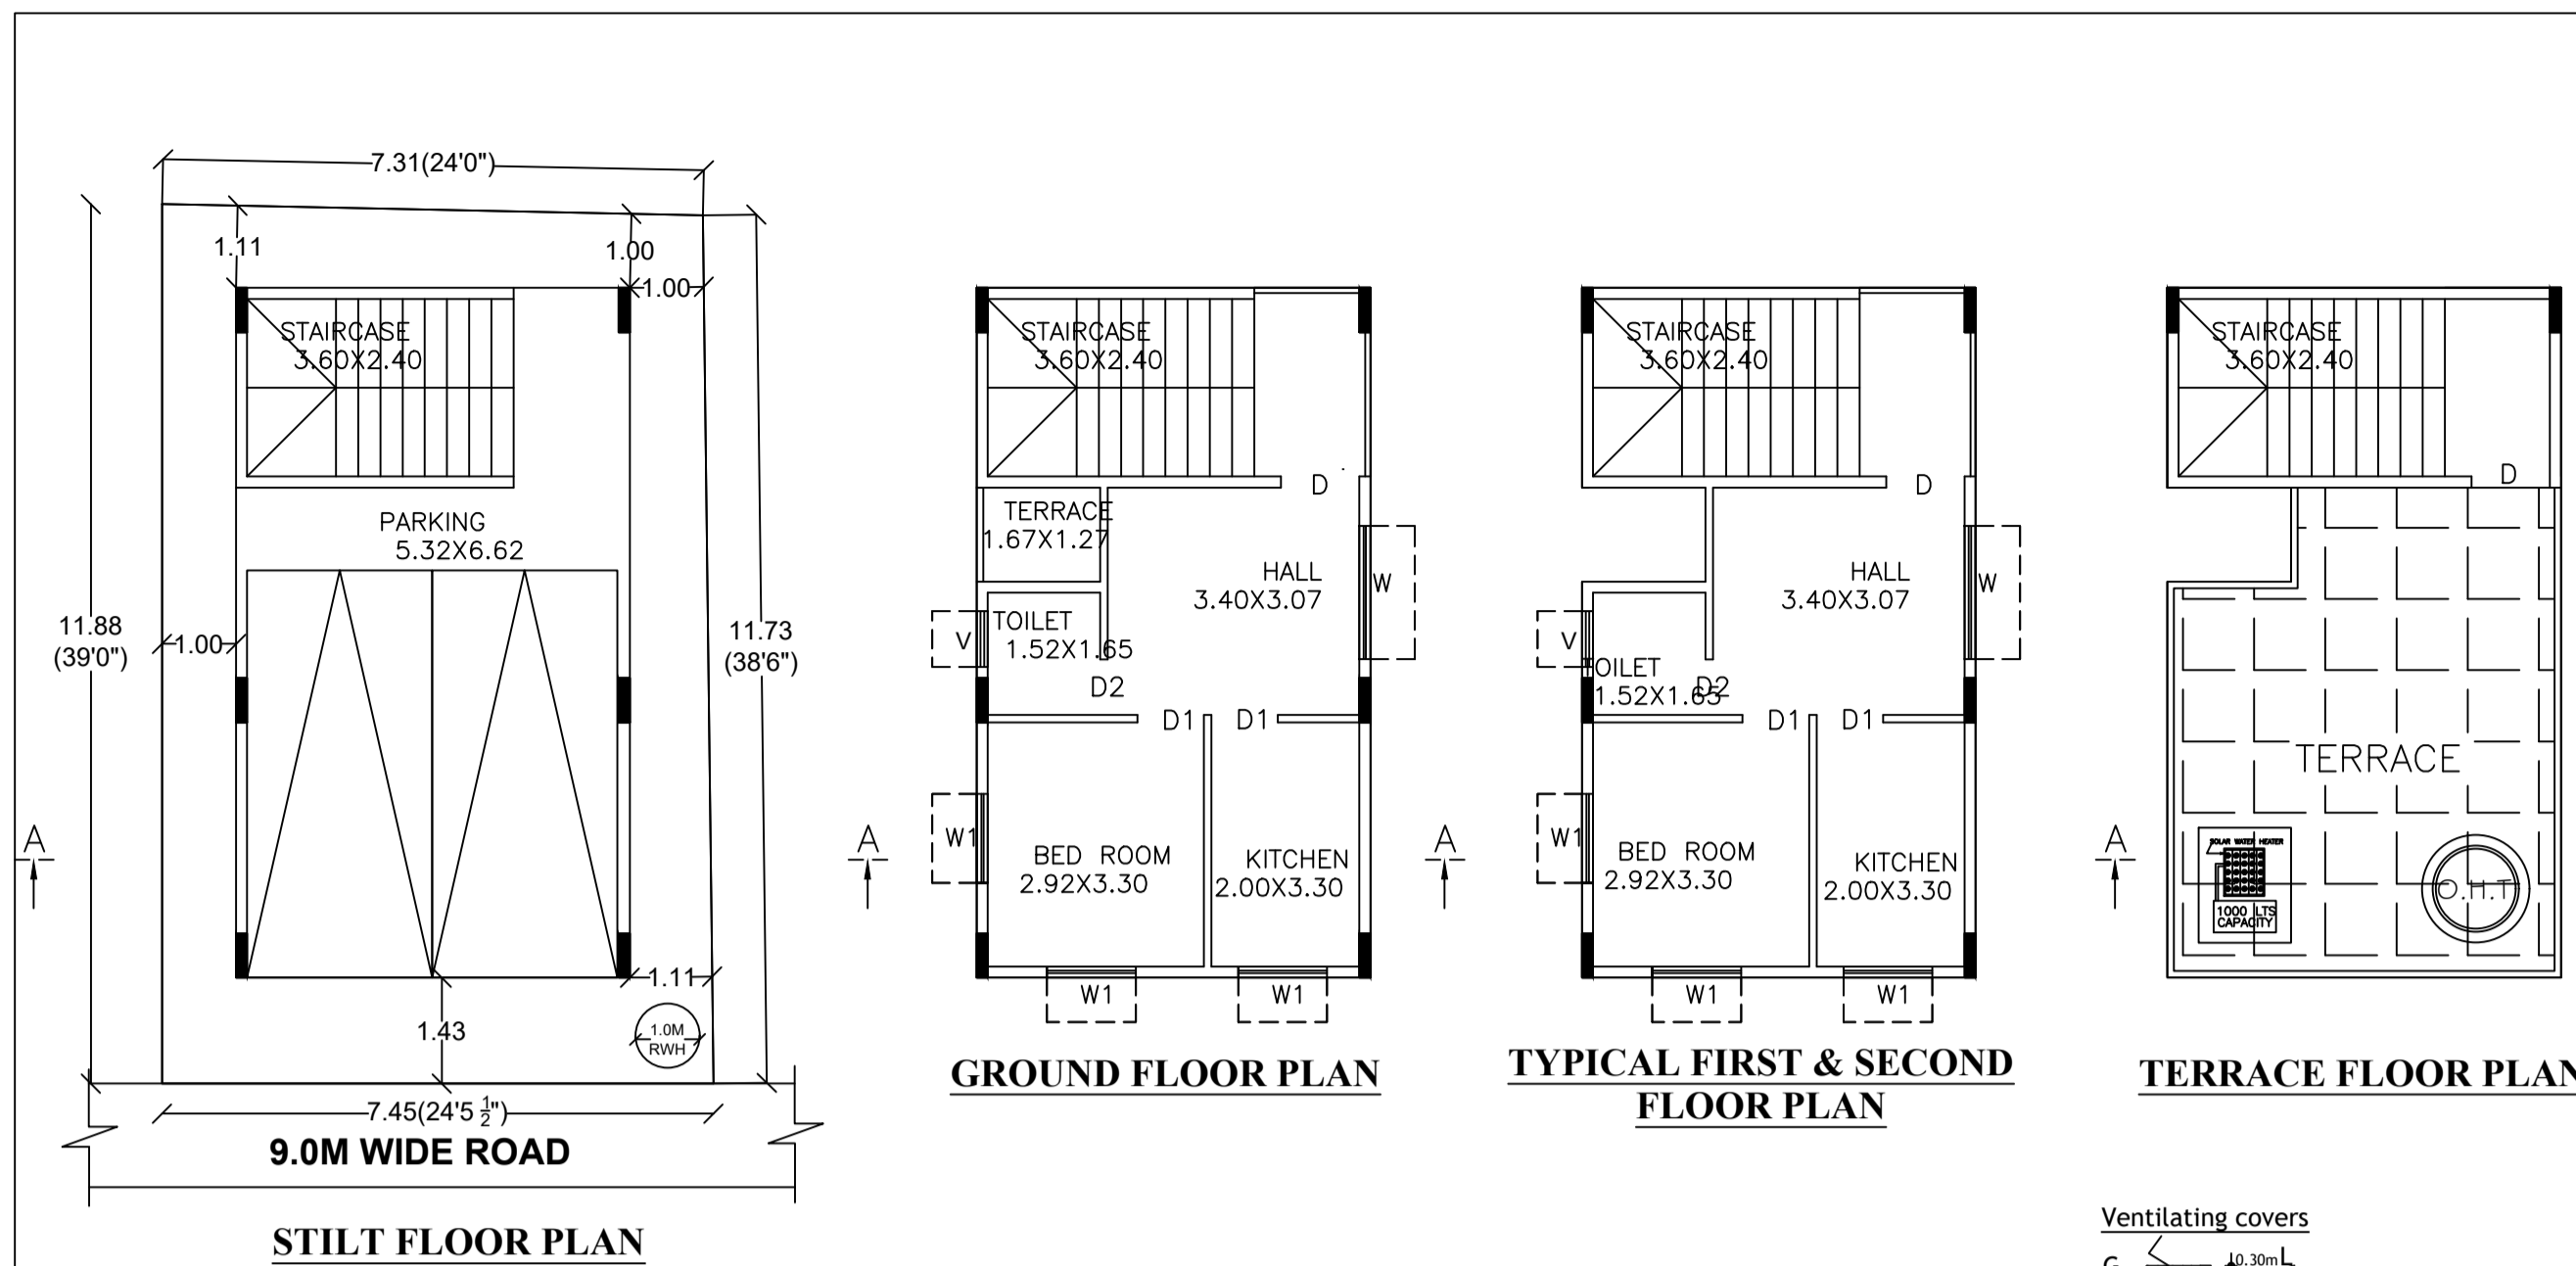 7.31(24'0")
1.11
1.00
1.00
STAIRCASE
3.60X2.40
PARKING
5.32X6.62
11.88
(39'0")
1.00
11.73
(38'6")
A
1.11
1.43
1.0M
RWH
7.45(24'5 1/2")
9.0M WIDE ROAD
STILT FLOOR PLAN
STAIRCASE
3.60X2.40
D
TERRACE
1.67X1.27
HALL
3.40X3.07
W
TOILET
1.52X1.65
V
D2
D1
D1
A
W1
BED ROOM
2.92X3.30
KITCHEN
2.00X3.30
W1
W1
GROUND FLOOR PLAN
STAIRCASE
3.60X2.40
D
HALL
3.40X3.07
W
V
OILET
1.52X1.65
D2
D1
D1
A
W1
BED ROOM
2.92X3.30
KITCHEN
2.00X3.30
W1
W1
TYPICAL FIRST & SECOND
FLOOR PLAN
STAIRCASE
3.60X2.40
D
TERRACE
A
SOLAR WATER HEATER
1000 LTS
CAPACITY
O.H.T
TERRACE FLOOR PLAN
Ventilating covers
0.30m